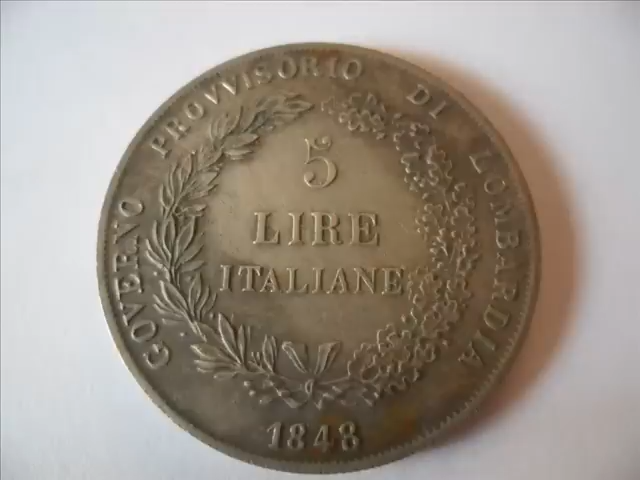 GOVERNO PROVVISORIO DI LOMBARDIA
5
LIRE
ITALIANE
1848